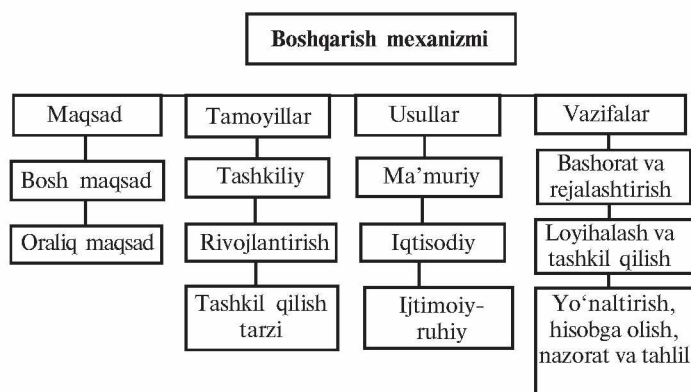 Boshqarish mexanizmi
Maqsad
Bosh maqsad
Oraliq maqsad
Tamoyillar
Tashkiliy
Rivojlantirish
Tashkil qilish
tarzi
Usullar
Ma’muriy
Iqtisodiy
Ijtimoiy-
ruhiy
Vazifalar
Bashorat va
rejalashtirish
Loyihalash va
tashkil qilish
Yo‘naltirish,
hisobga olish,
nazorat va tahlil